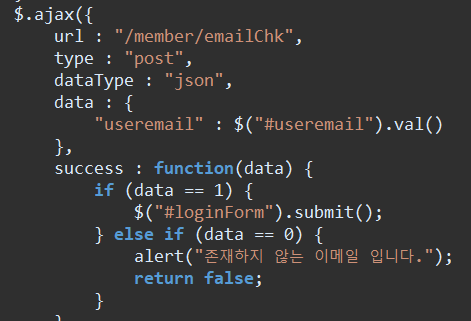 $.ajax({
    url : "/member/emailChk",
    type : "post",
    dataType : "json",
    data : {
        "useremail" : $("#useremail").val()
    },
    success : function(data) {
        if (data == 1) {
            $("#loginForm").submit();
        } else if (data == 0) {
            alert("존재하지 않는 이메일 입니다.");
            return false;
        }
    }